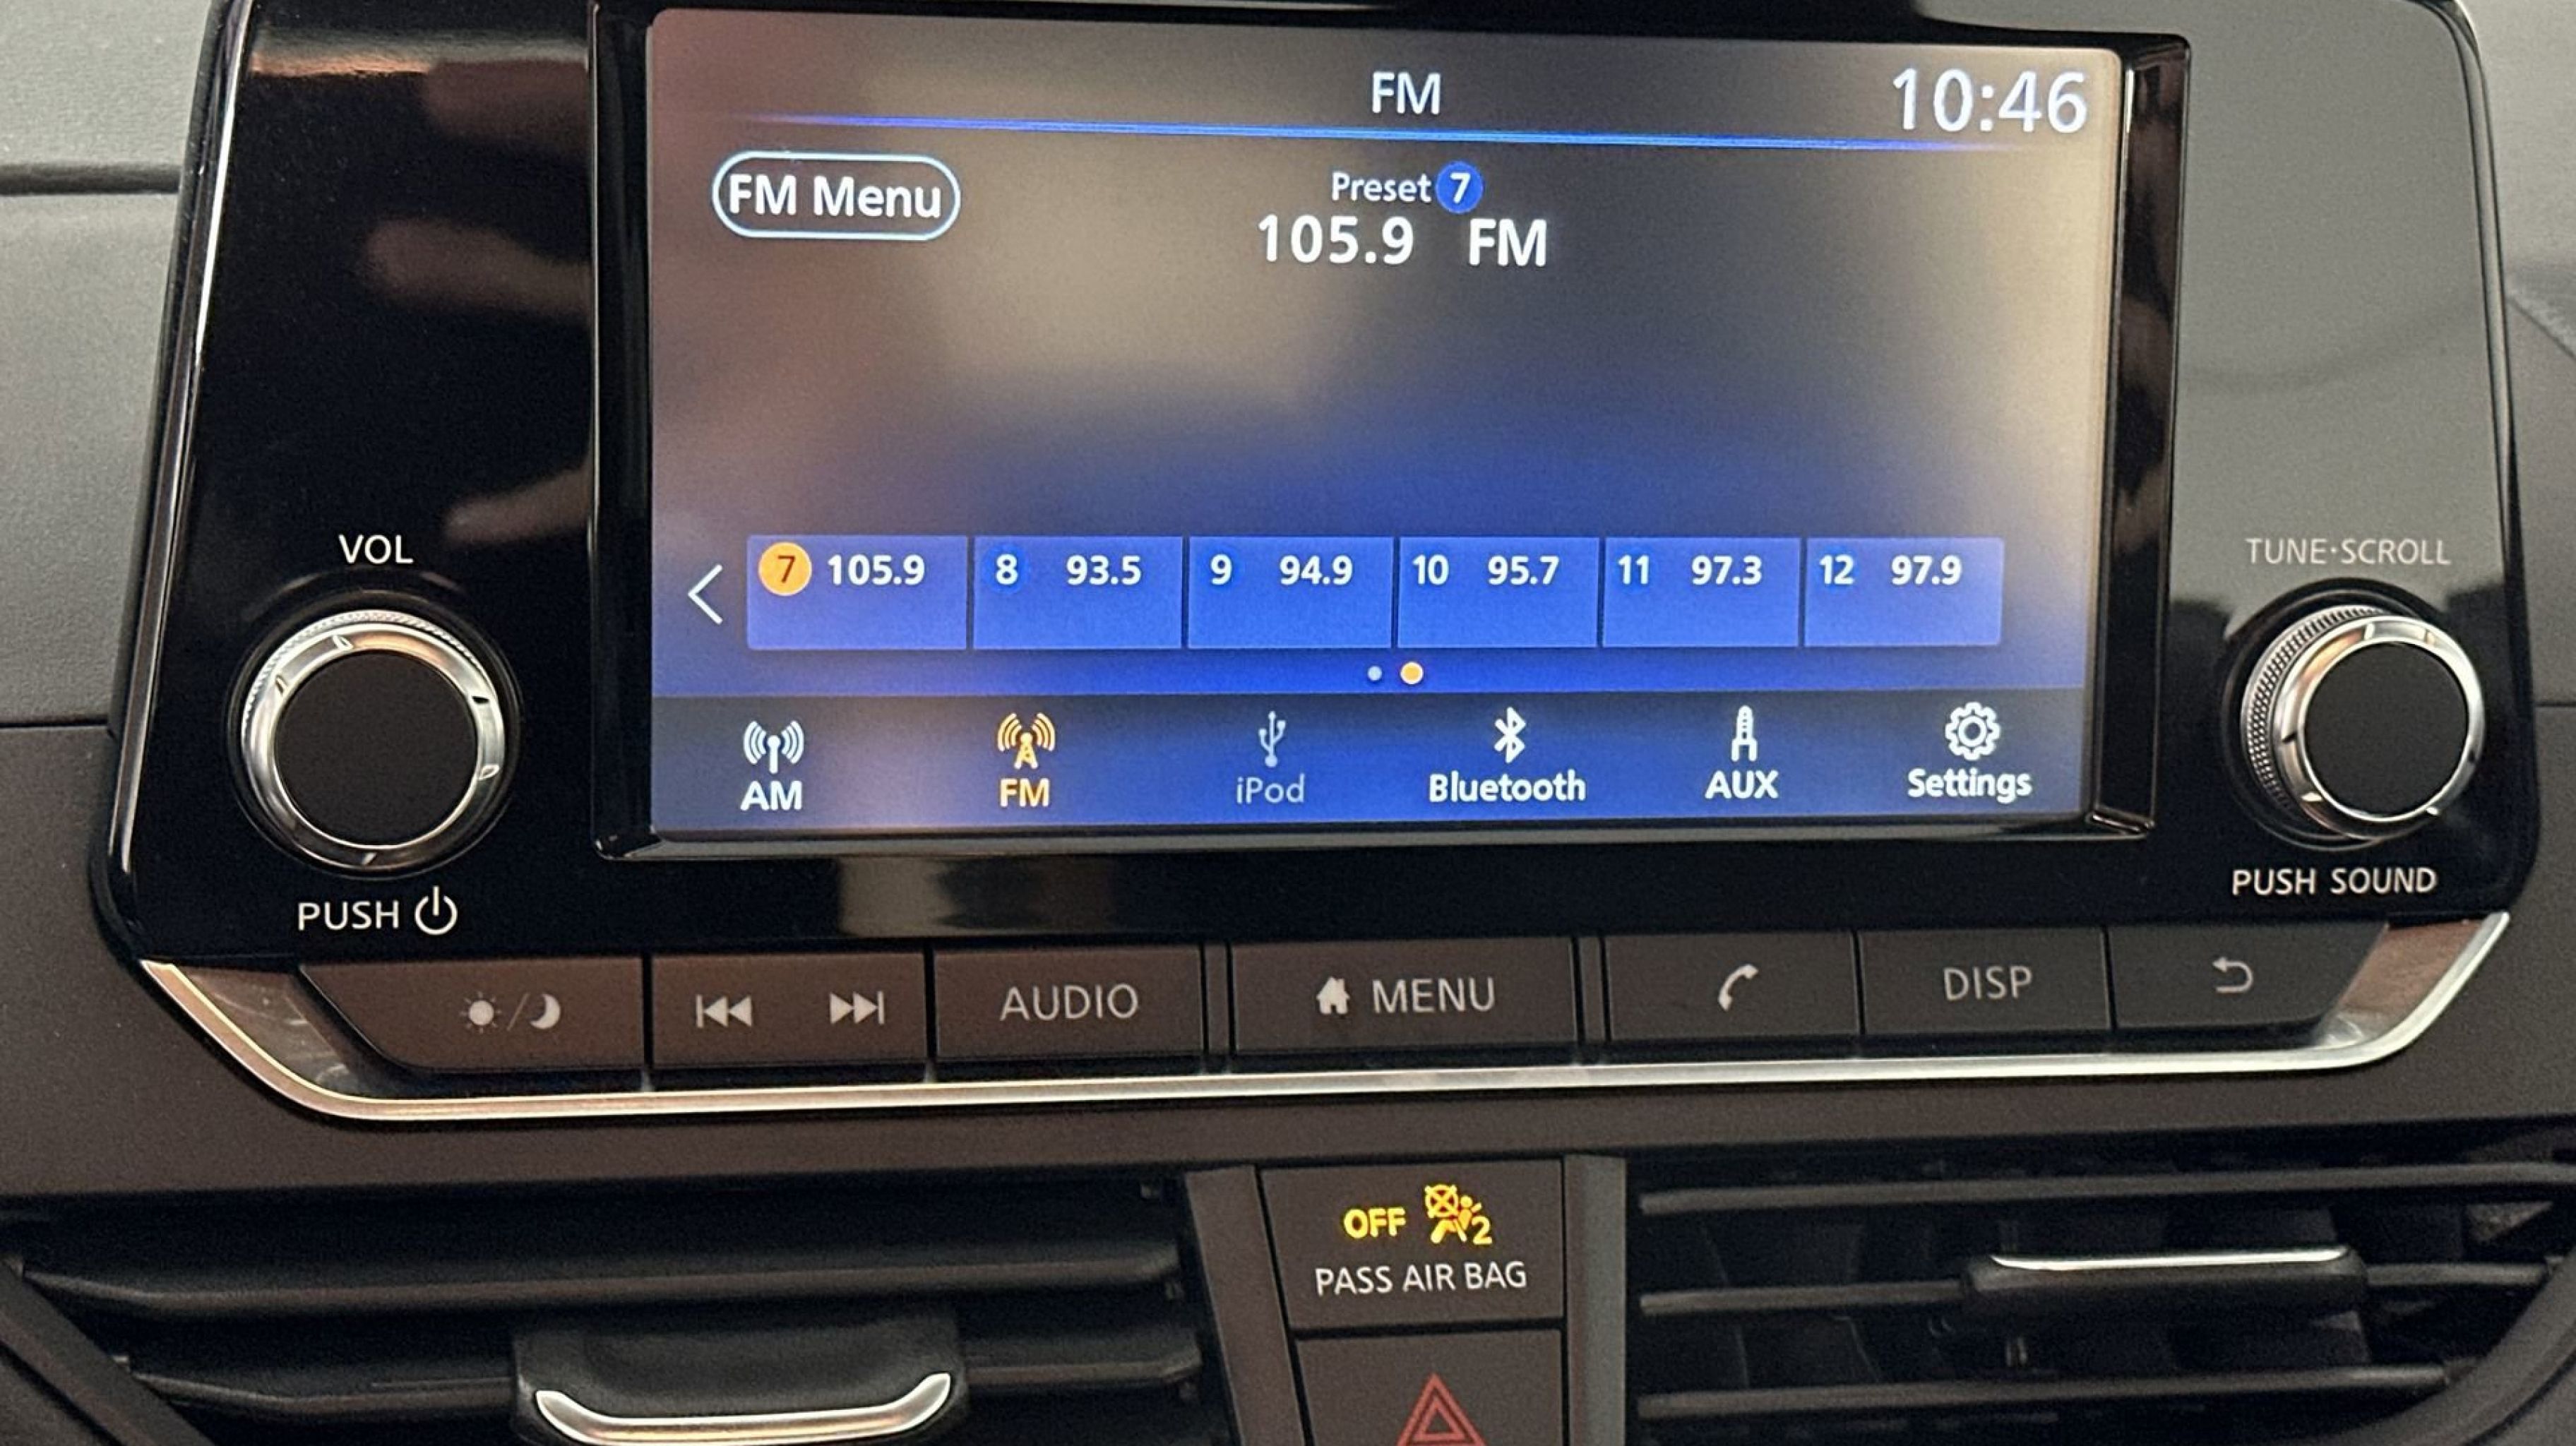 FM 10:46
FM Menu
Preset 7
105.9 FM
7 105.9 8 93.5 9 94.9 10 95.7 11 97.3 12 97.9
AM FM iPod Bluetooth AUX Settings
VOL
PUSH
TUNE·SCROLL
PUSH SOUND
AUDIO MENU DISP
OFF 2
PASS AIR BAG